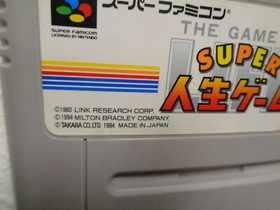 スーパーファミコン
SUPER FAMICOM
LICENSED BY NINTENDO
THE GAME
SUPER
人生ゲー
©1960 LINK RESEARCH CORP.
©1994 MILTON BRADLEY COMPANY.
©TAKARA CO.,LTD 1994 MADE IN JAPAN